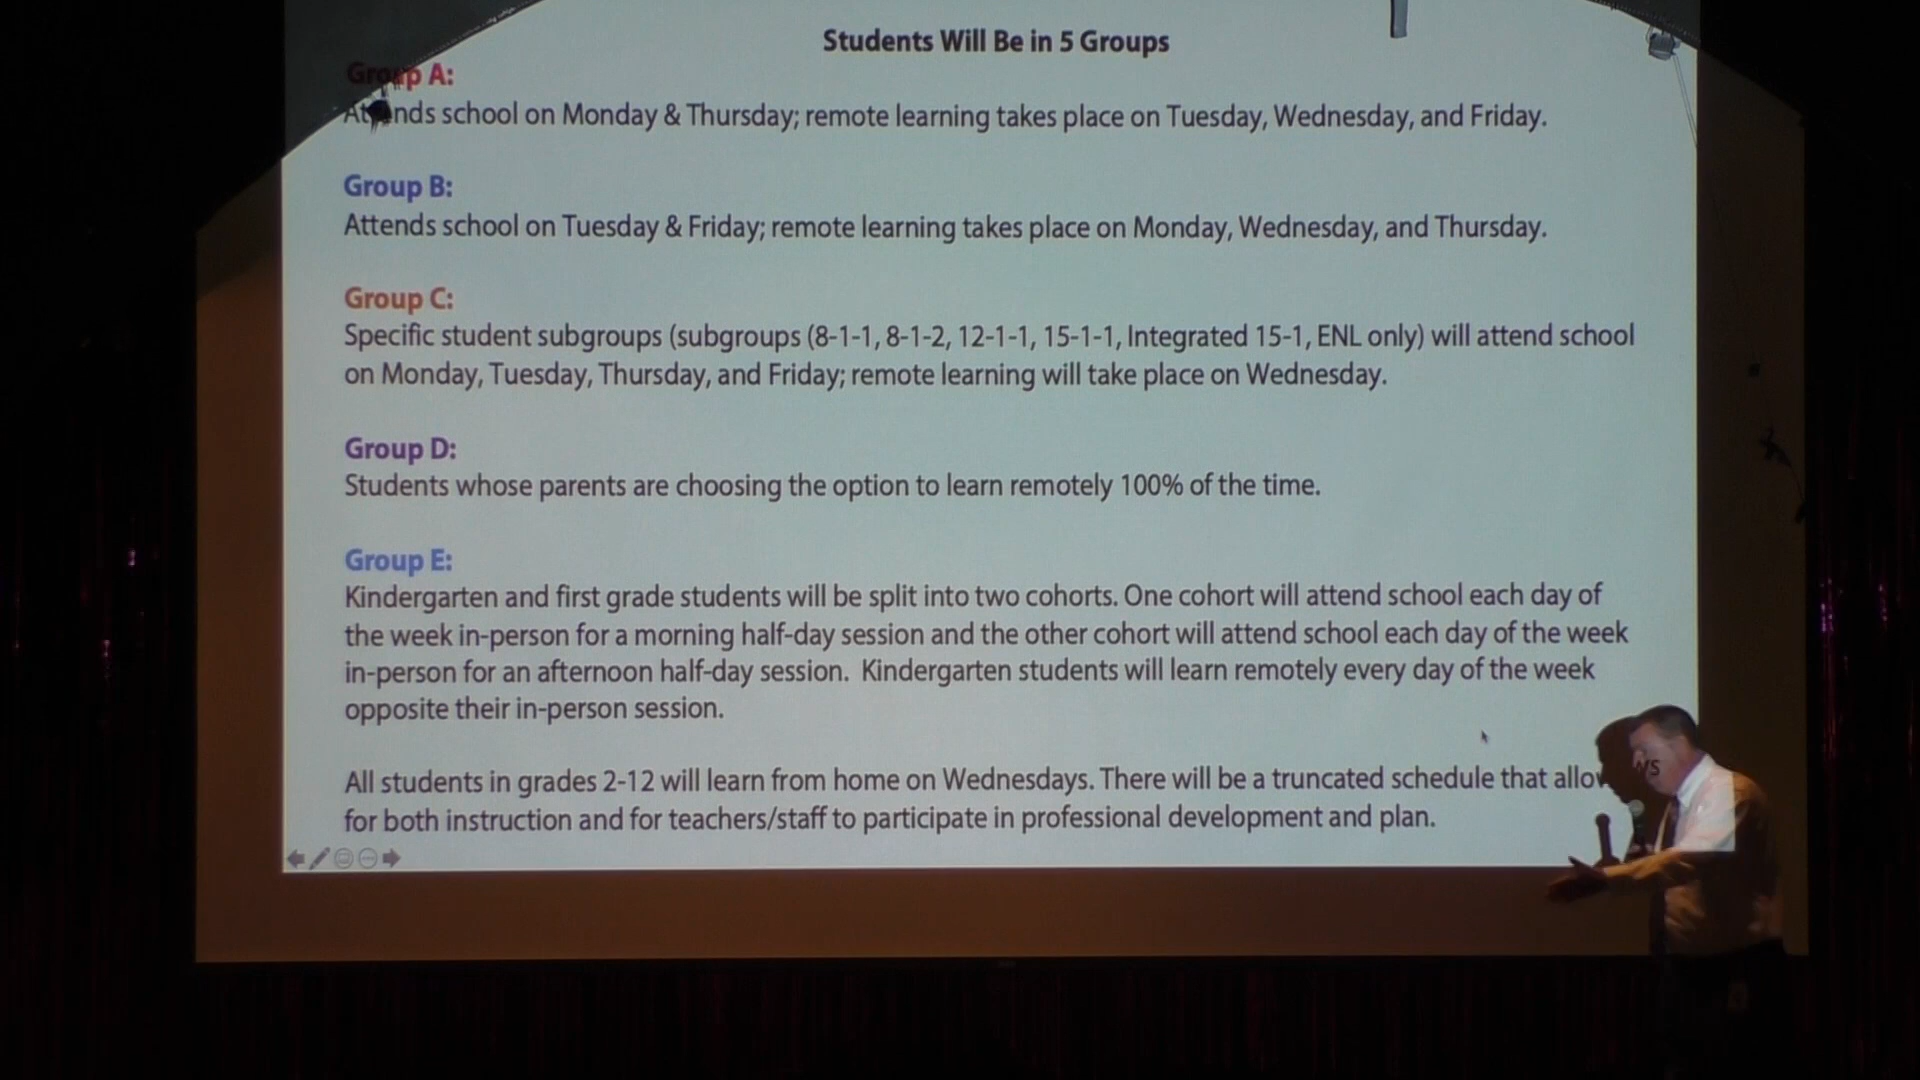 Students Will Be in 5 Groups
Group A:
Attends school on Monday & Thursday; remote learning takes place on Tuesday, Wednesday, and Friday.
Group B:
Attends school on Tuesday & Friday; remote learning takes place on Monday, Wednesday, and Thursday.
Group C:
Specific student subgroups (subgroups (8-1-1, 8-1-2, 12-1-1, 15-1-1, Integrated 15-1, ENL only) will attend school
on Monday, Tuesday, Thursday, and Friday; remote learning will take place on Wednesday.
Group D:
Students whose parents are choosing the option to learn remotely 100% of the time.
Group E:
Kindergarten and first grade students will be split into two cohorts. One cohort will attend school each day of
the week in-person for a morning half-day session and the other cohort will attend school each day of the week
in-person for an afternoon half-day session. Kindergarten students will learn remotely every day of the week
opposite their in-person session.
All students in grades 2-12 will learn from home on Wednesdays. There will be a truncated schedule that allows
for both instruction and for teachers/staff to participate in professional development and plan.